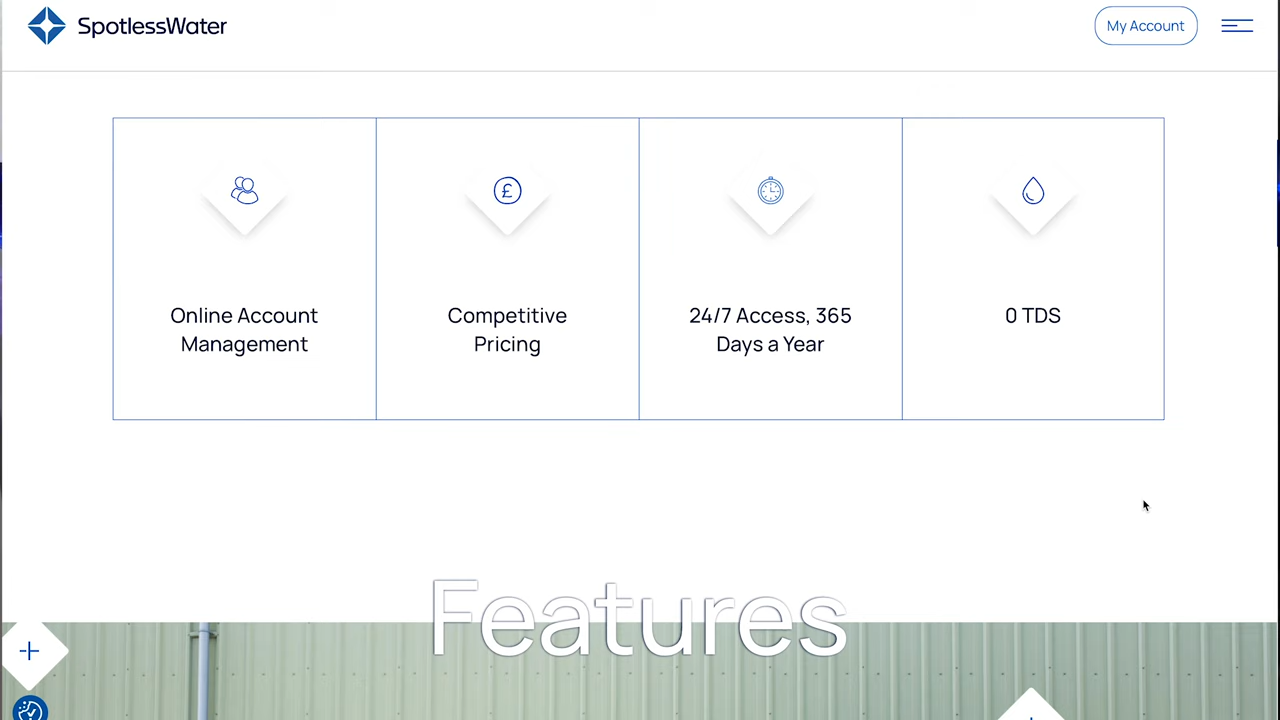 SpotlessWater
My Account
Online Account
Management
Competitive
Pricing
24/7 Access, 365
Days a Year
0 TDS
Features